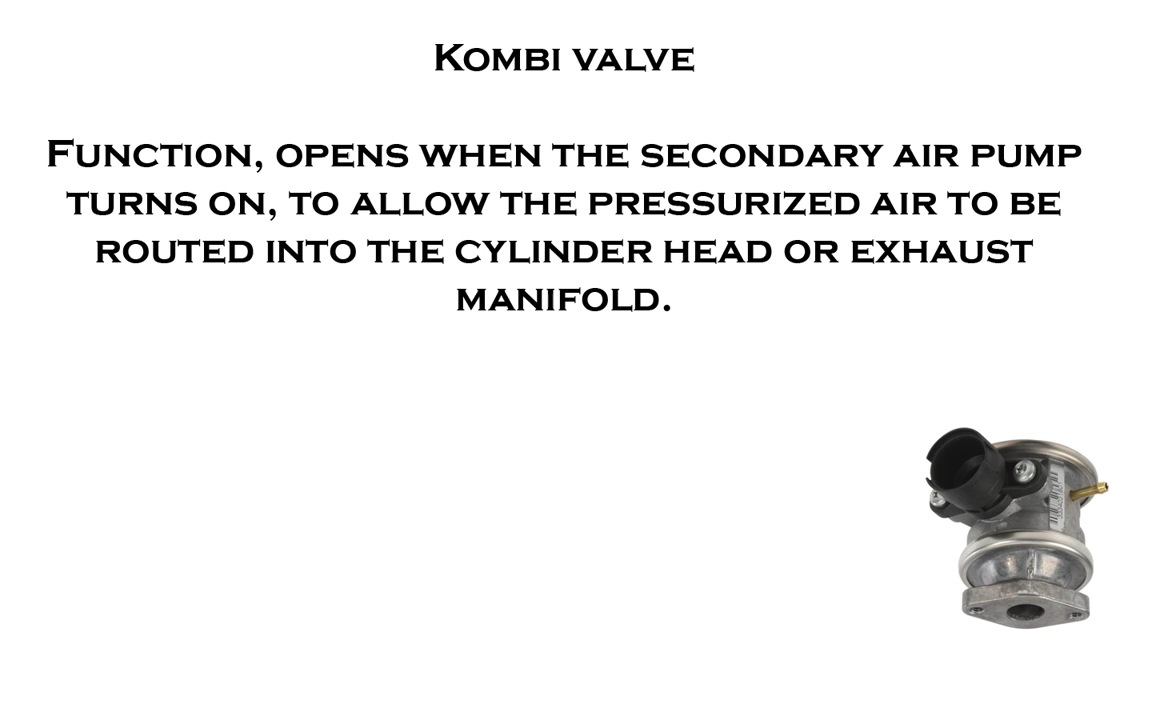 Kombi valve
Function, opens when the secondary air pump
turns on, to allow the pressurized air to be
routed into the cylinder head or exhaust
manifold.